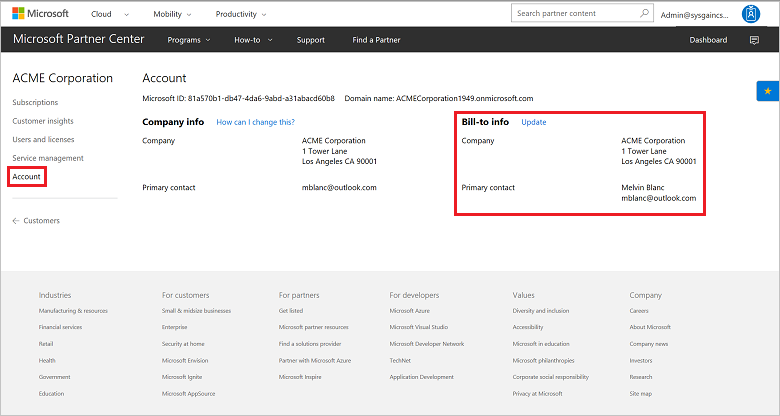 Microsoft Cloud Mobility Productivity Search partner content Admin@sysgaincs...
Microsoft Partner Center Programs How-to Support Find a Partner Dashboard
ACME Corporation
Subscriptions
Customer insights
Users and licenses
Service management
Account
Customers
Account
Microsoft ID: 81a570b1-db47-4da6-9abd-a31abacd60b8 Domain name: ACMECorporation1949.onmicrosoft.com
Company info How can I change this?
Company ACME Corporation
1 Tower Lane
Los Angeles CA 90001
Primary contact mblanc@outlook.com
Bill-to info Update
Company ACME Corporation
1 Tower Lane
Los Angeles CA 90001
Primary contact Melvin Blanc
mblanc@outlook.com
Industries
Manufacturing & resources
Financial services
Retail
Health
Government
Education
For customers
Small & midsize businesses
Enterprise
Security at home
Microsoft Envision
Microsoft Ignite
Microsoft AppSource
For partners
Get listed
Microsoft partner resources
Find a solutions provider
Partner with Microsoft Azure
Microsoft Inspire
For developers
Microsoft Azure
Microsoft Visual Studio
Microsoft Developer Network
TechNet
Application Development
Values
Diversity and inclusion
Accessibility
Microsoft in education
Microsoft philanthropies
Corporate social responsibility
Privacy at Microsoft
Company
Careers
About Microsoft
Company news
Investors
Research
Site map